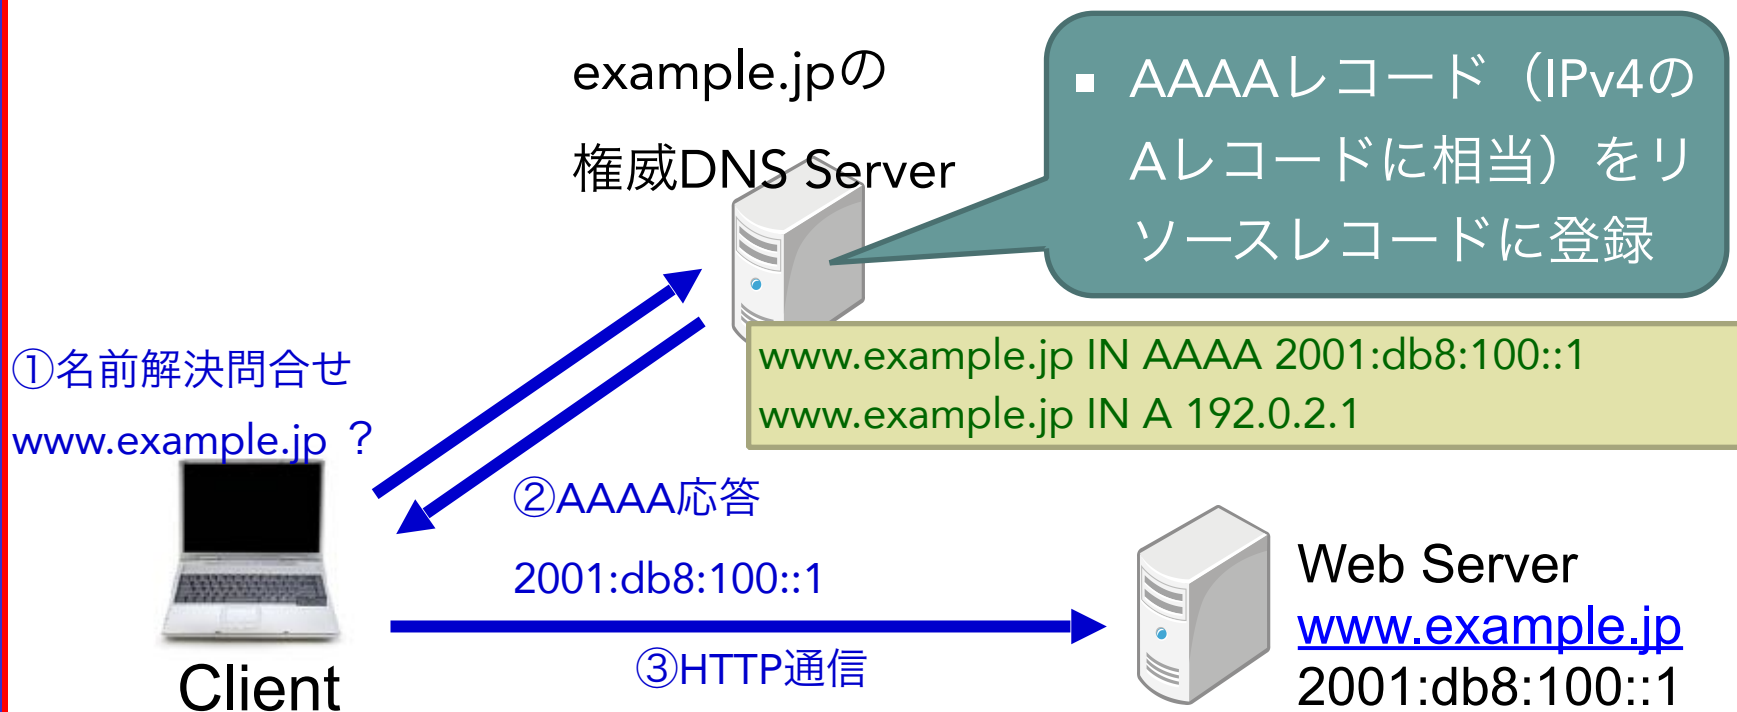 example.jpの
権威DNS Server
■ AAAAレコード（IPv4の
Aレコードに相当）をリ
ソースレコードに登録
www.example.jp IN AAAA 2001:db8:100::1
www.example.jp IN A 192.0.2.1
①名前解決問合せ
www.example.jp ？
②AAAA応答
2001:db8:100::1
③HTTP通信
Client
Web Server
www.example.jp
2001:db8:100::1